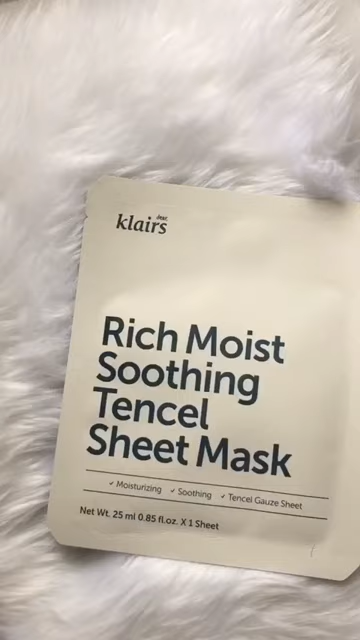 dear,
klairs
Rich Moist
Soothing
Tencel
Sheet Mask
✓ Moisturizing ✓ Soothing ✓ Tencel Gauze Sheet
Net Wt. 25 ml 0.85 fl.oz. X 1 Sheet